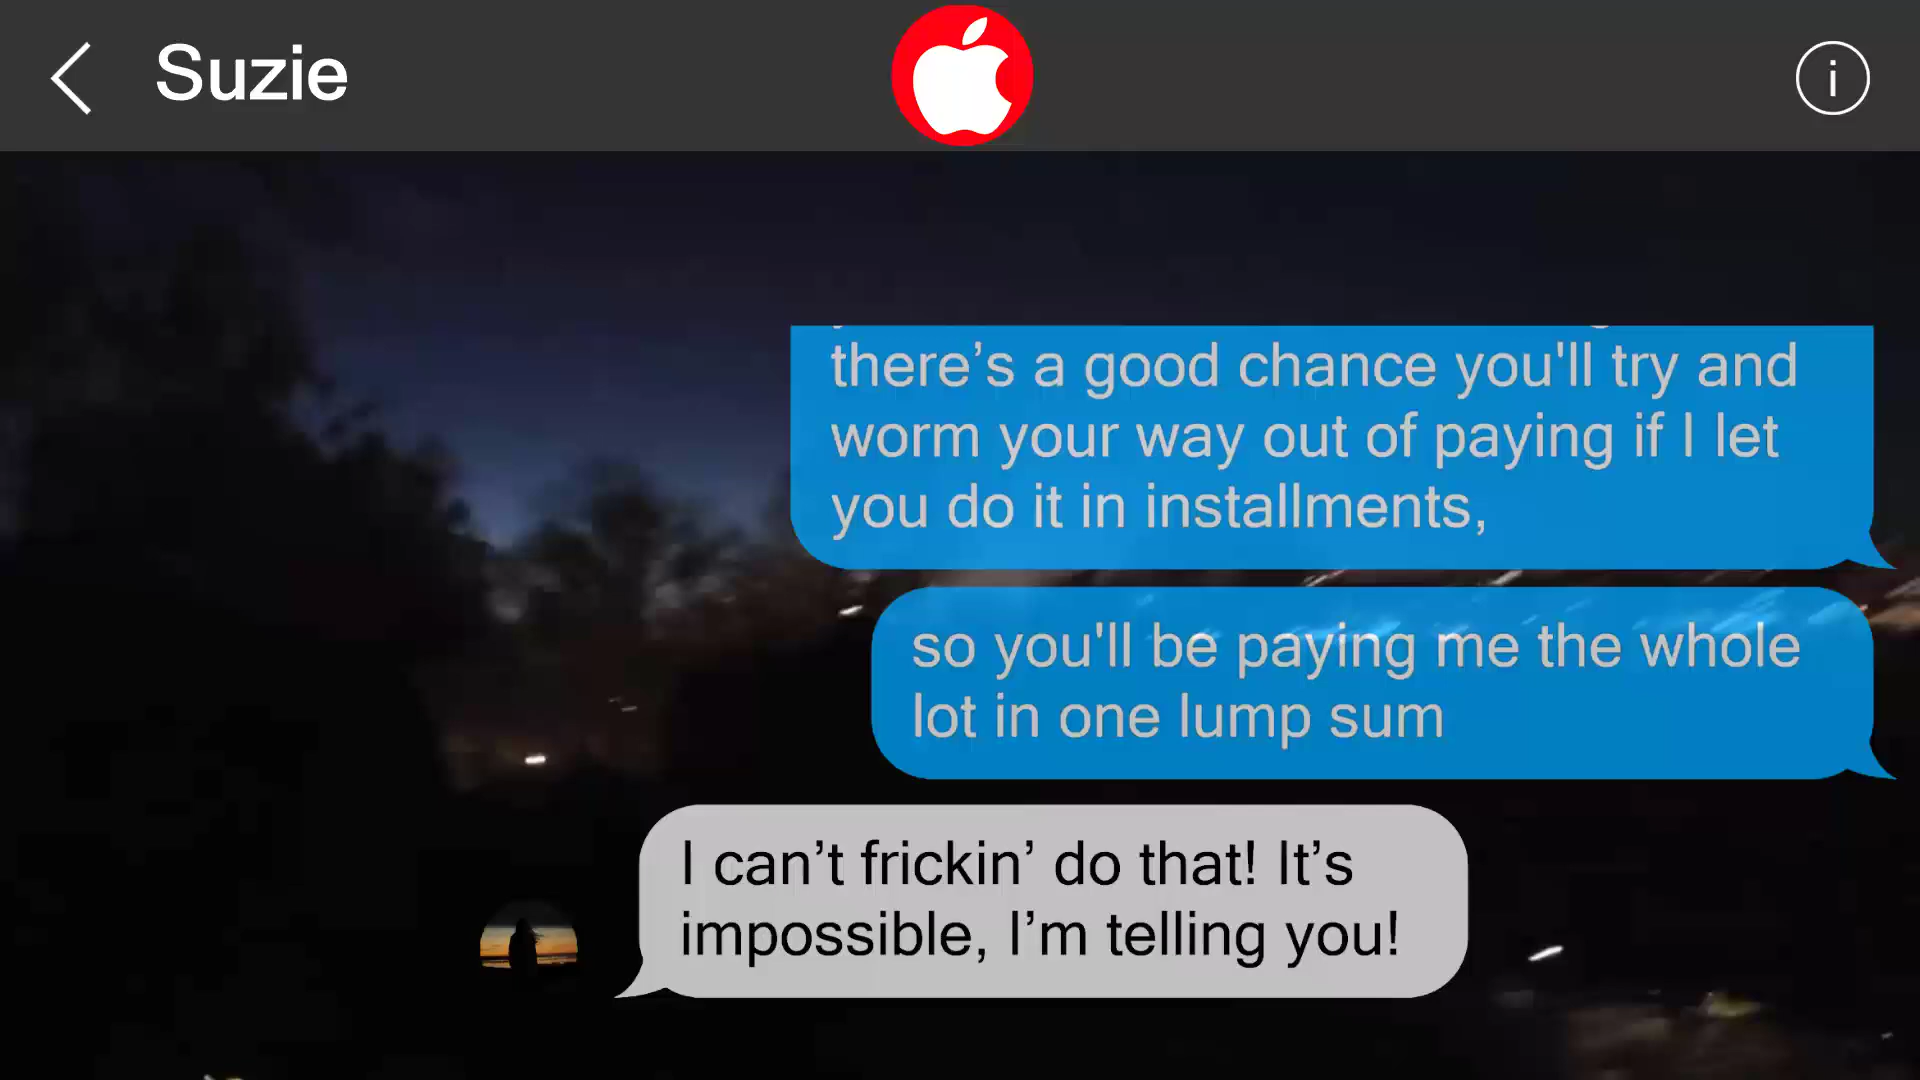 Suzie
i
there’s a good chance you'll try and
worm your way out of paying if I let
you do it in installments,
so you'll be paying me the whole
lot in one lump sum
I can’t frickin’ do that! It’s
impossible, I’m telling you!